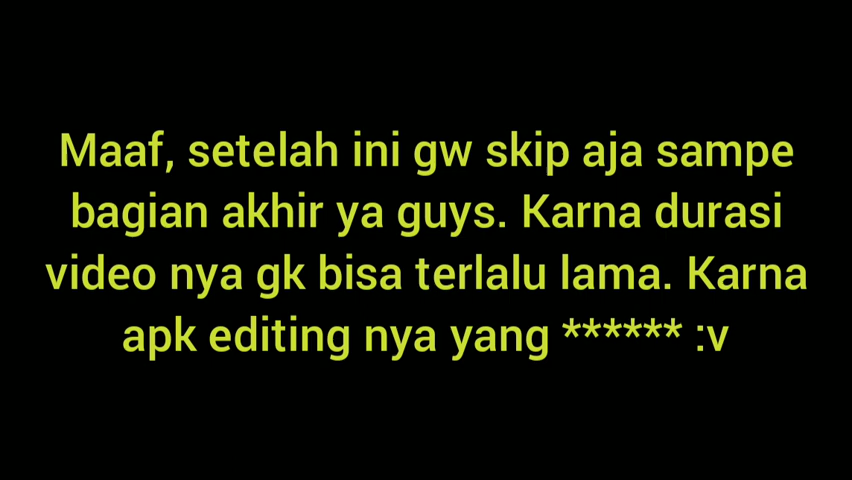 Maaf, setelah ini gw skip aja sampe
bagian akhir ya guys. Karna durasi
video nya gk bisa terlalu lama. Karna
apk editing nya yang ****** :v